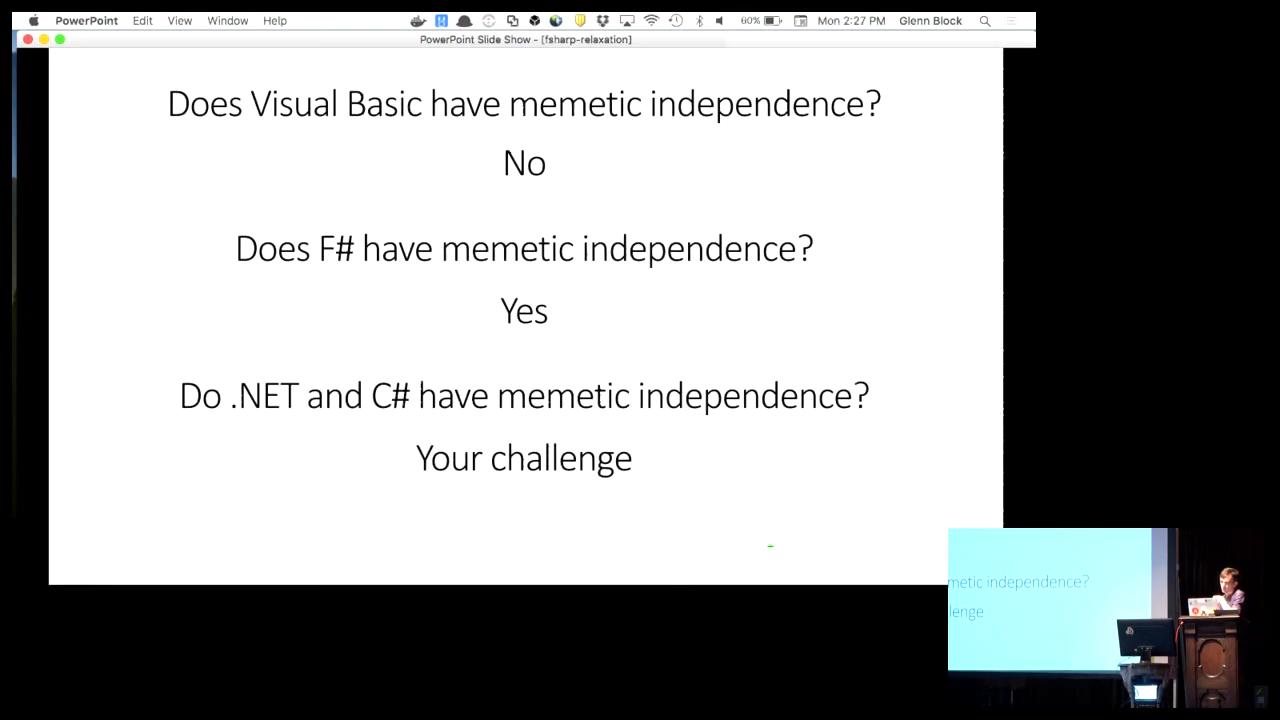 PowerPoint Edit View Window Help 60% Mon 2:27 PM Glenn Block
PowerPoint Slide Show - [fsharp-relaxation]
Does Visual Basic have memetic independence?
No
Does F# have memetic independence?
Yes
Do .NET and C# have memetic independence?
Your challenge
metic independence?
lenge